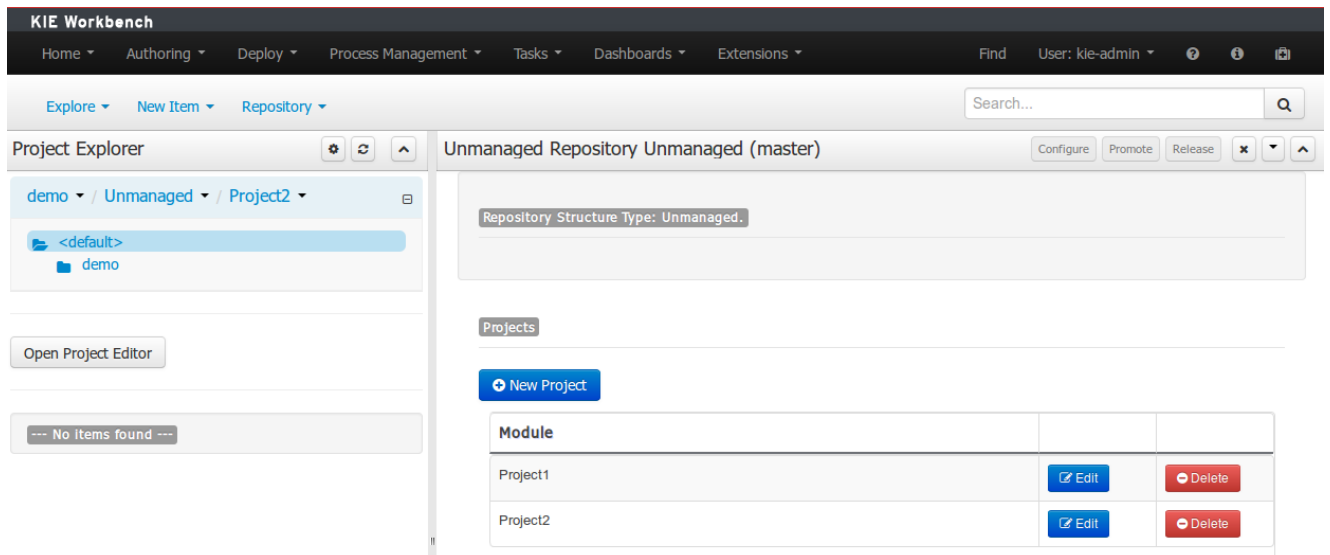 KIE Workbench
Home Authoring Deploy Process Management Tasks Dashboards Extensions Find User: kie-admin
Explore New Item Repository Search...
Project Explorer
demo / Unmanaged / Project2
<default>
demo
Open Project Editor
--- No items found ---
Unmanaged Repository Unmanaged (master) Configure Promote Release
Repository Structure Type: Unmanaged.
Projects
New Project
Module
Project1 Edit Delete
Project2 Edit Delete